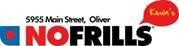 5955 Main Street, Oliver
Kevin's
NOFRILLS